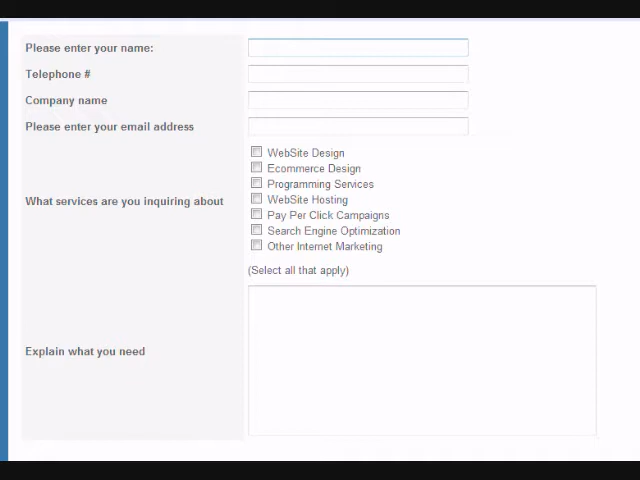 Please enter your name:
Telephone #
Company name
Please enter your email address
What services are you inquiring about
WebSite Design
Ecommerce Design
Programming Services
WebSite Hosting
Pay Per Click Campaigns
Search Engine Optimization
Other Internet Marketing
(Select all that apply)
Explain what you need